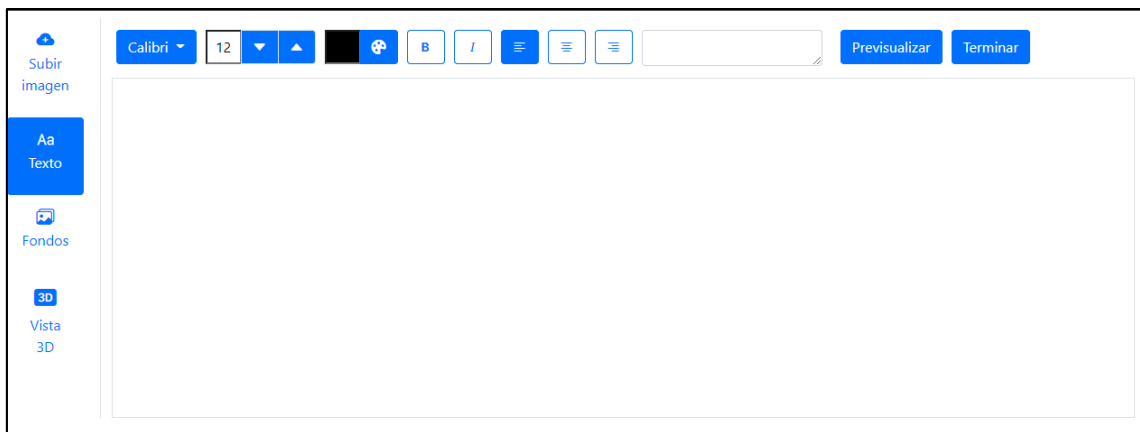 Subir
imagen
Aa
Texto
Fondos
3D
Vista
3D
Calibri 12 B I Previsualizar Terminar